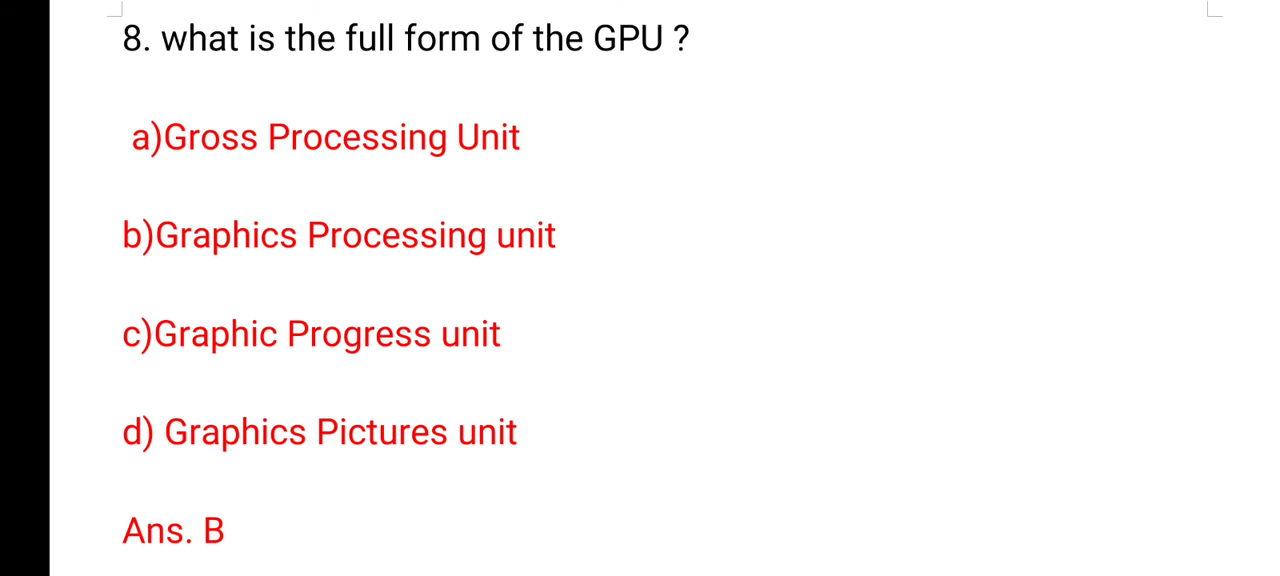 8. what is the full form of the GPU ?
a)Gross Processing Unit
b)Graphics Processing unit
c)Graphic Progress unit
d) Graphics Pictures unit
Ans. B